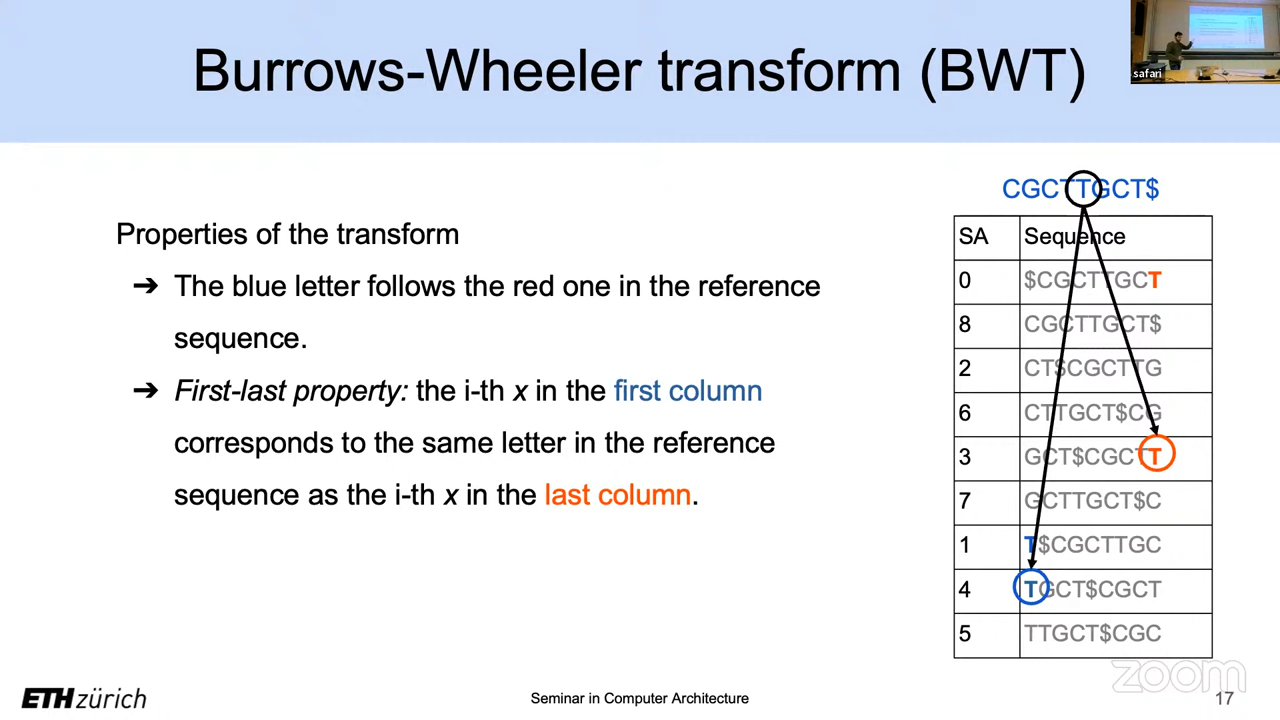 Burrows-Wheeler transform (BWT)
safari
CGCTTGCT$
Properties of the transform
➔ The blue letter follows the red one in the reference
sequence.
➔ First-last property: the i-th x in the first column
corresponds to the same letter in the reference
sequence as the i-th x in the last column.
SA Sequence
0 $CGCTTGCT
8 CGCTTGCT$
2 CT$CGCTTG
6 CTTGCT$CG
3 GCT$CGCTT
7 GCTTGCT$C
1 T$CGCTTGC
4 TGCT$CGCT
5 TTGCT$CGC
zoom
ETH zürich
Seminar in Computer Architecture
17